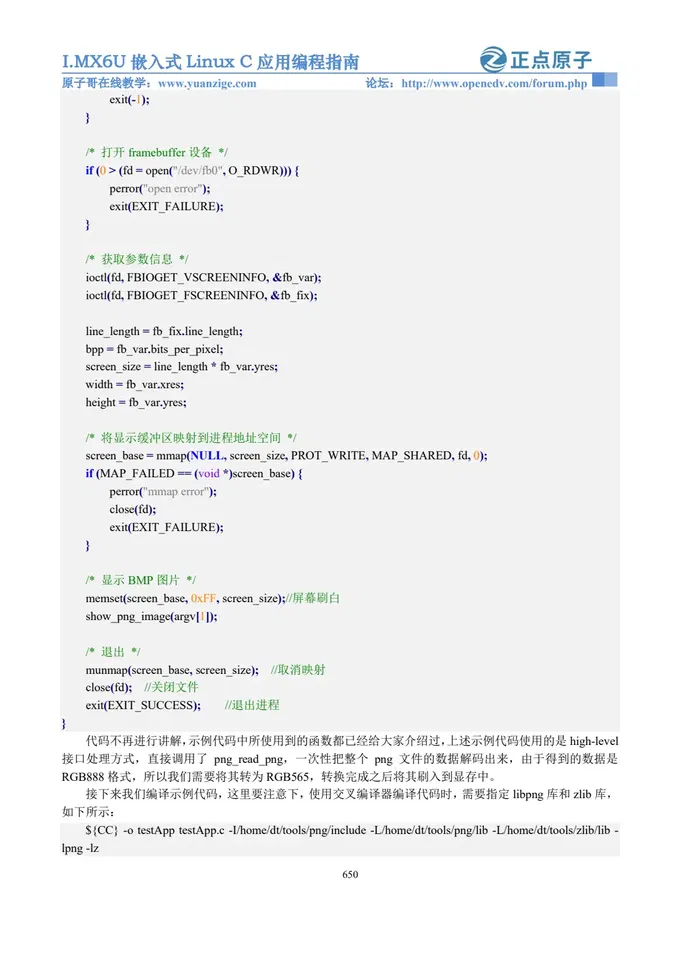 I.MX6U 嵌入式 Linux C 应用编程指南
正点原子
原子哥在线教学：www.yuanzige.com
论坛：http://www.openedv.com/forum.php
exit(-1);
}
/* 打开 framebuffer 设备 */
if (0 > (fd = open("/dev/fb0", O_RDWR))) {
perror("open error");
exit(EXIT_FAILURE);
}
/* 获取参数信息 */
ioctl(fd, FBIOGET_VSCREENINFO, &fb_var);
ioctl(fd, FBIOGET_FSCREENINFO, &fb_fix);
line_length = fb_fix.line_length;
bpp = fb_var.bits_per_pixel;
screen_size = line_length * fb_var.yres;
width = fb_var.xres;
height = fb_var.yres;
/* 将显示缓冲区映射到进程地址空间 */
screen_base = mmap(NULL, screen_size, PROT_WRITE, MAP_SHARED, fd, 0);
if (MAP_FAILED == (void *)screen_base) {
perror("mmap error");
close(fd);
exit(EXIT_FAILURE);
}
/* 显示 BMP 图片 */
memset(screen_base, 0xFF, screen_size);//屏幕刷白
show_png_image(argv[1]);
/* 退出 */
munmap(screen_base, screen_size); //取消映射
close(fd); //关闭文件
exit(EXIT_SUCCESS); //退出进程
}
代码不再进行讲解，示例代码中所使用到的函数都已经给大家介绍过，上述示例代码使用的是 high-level
接口处理方式，直接调用了 png_read_png，一次性把整个 png 文件的数据解码出来，由于得到的数据是
RGB888 格式，所以我们需要将其转为 RGB565，转换完成之后将其刷入到显存中。
接下来我们编译示例代码，这里要注意下，使用交叉编译器编译代码时，需要指定 libpng 库和 zlib 库，
如下所示：
${CC} -o testApp testApp.c -I/home/dt/tools/png/include -L/home/dt/tools/png/lib -L/home/dt/tools/zlib/lib -
lpng -lz
650